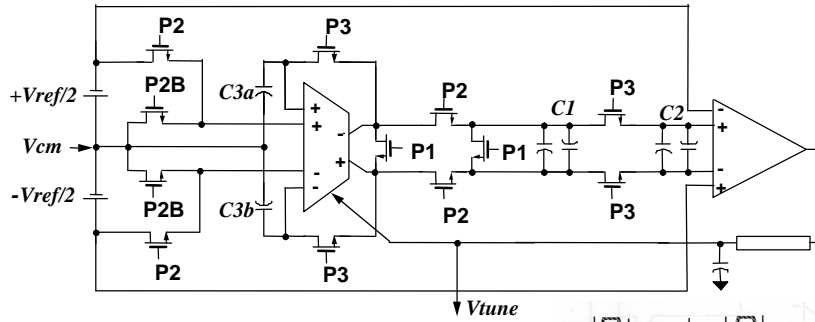 P2
P3
P2B
C3a
+Vref/2
P2
P3
C1
C2
+
+
-
+
-
+
Vcm
P1
P1
-
-
+
-
-
+
-Vref/2
P2B
C3b
P2
P3
P2
P3
Vtune